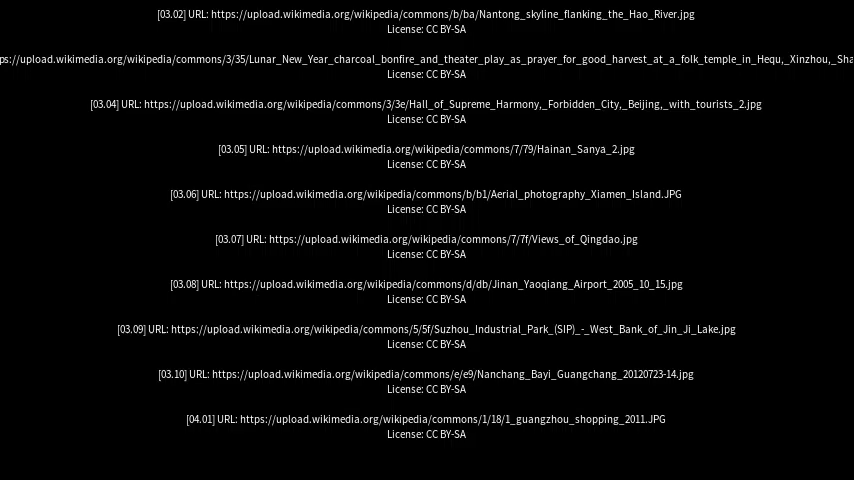 [03.02] URL: https://upload.wikimedia.org/wikipedia/commons/b/ba/Nantong_skyline_flanking_the_Hao_River.jpg
License: CC BY-SA
ps://upload.wikimedia.org/wikipedia/commons/3/35/Lunar_New_Year_charcoal_bonfire_and_theater_play_as_prayer_for_good_harvest_at_a_folk_temple_in_Hequ,_Xinzhou,_Sha
License: CC BY-SA
[03.04] URL: https://upload.wikimedia.org/wikipedia/commons/3/3e/Hall_of_Supreme_Harmony,_Forbidden_City,_Beijing,_with_tourists_2.jpg
License: CC BY-SA
[03.05] URL: https://upload.wikimedia.org/wikipedia/commons/7/79/Hainan_Sanya_2.jpg
License: CC BY-SA
[03.06] URL: https://upload.wikimedia.org/wikipedia/commons/b/b1/Aerial_photography_Xiamen_Island.JPG
License: CC BY-SA
[03.07] URL: https://upload.wikimedia.org/wikipedia/commons/7/7f/Views_of_Qingdao.jpg
License: CC BY-SA
[03.08] URL: https://upload.wikimedia.org/wikipedia/commons/d/db/Jinan_Yaoqiang_Airport_2005_10_15.jpg
License: CC BY-SA
[03.09] URL: https://upload.wikimedia.org/wikipedia/commons/5/5f/Suzhou_Industrial_Park_(SIP)_-_West_Bank_of_Jin_Ji_Lake.jpg
License: CC BY-SA
[03.10] URL: https://upload.wikimedia.org/wikipedia/commons/e/e9/Nanchang_Bayi_Guangchang_20120723-14.jpg
License: CC BY-SA
[04.01] URL: https://upload.wikimedia.org/wikipedia/commons/1/18/1_guangzhou_shopping_2011.JPG
License: CC BY-SA